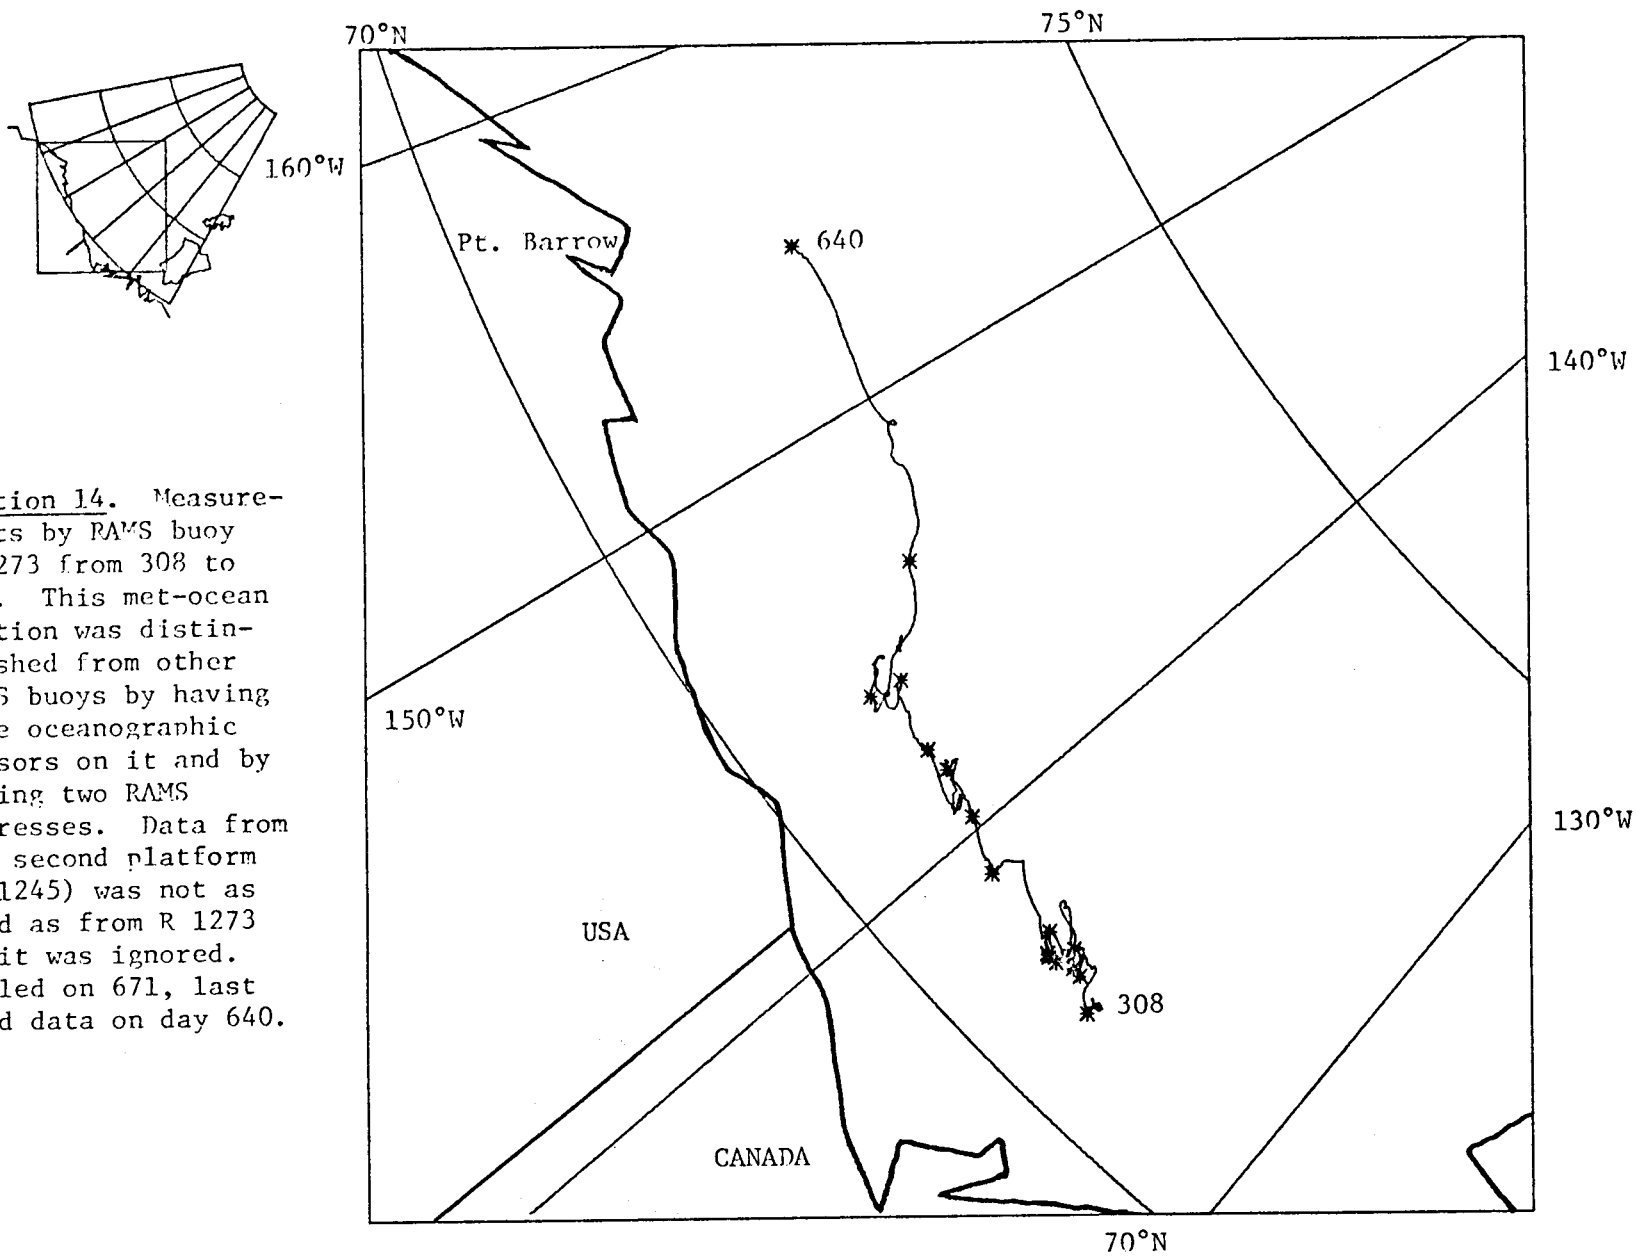 70°N
75°N
160°W
Pt. Barrow
640
140°W
tion 14. Measure-
ts by RAMS buoy
273 from 308 to
. This met-ocean
tion was distin-
shed from other
S buoys by having
e oceanographic
sors on it and by
ing two RAMS
resses. Data from
second platform
1245) was not as
d as from R 1273
it was ignored.
led on 671, last
d data on day 640.
150°W
130°W
USA
308
CANADA
70°N